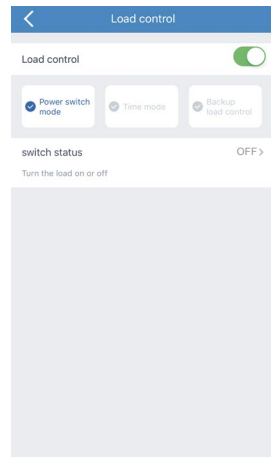 Load control
Load control
Power switch
mode
Time mode
Backup
load control
switch status
OFF
Turn the load on or off